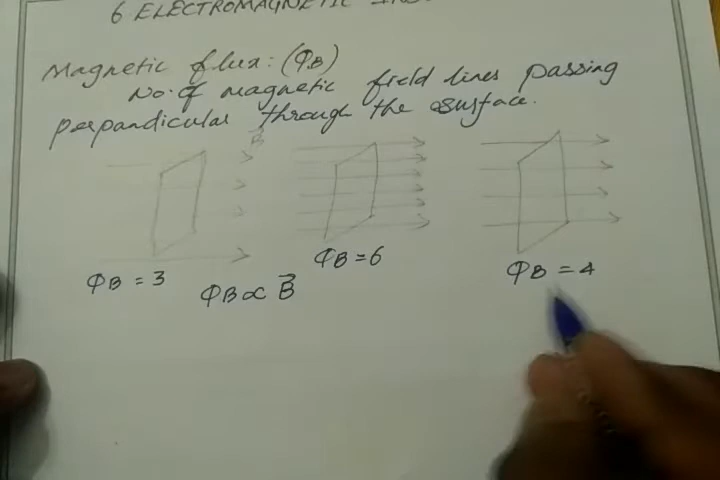 6 ELECTROMAGNETIC
Magnetic flux: (ΦB)
No. of magnetic field lines passing
perpandicular through the surface.
B⃗
ΦB = 3
ΦB ∝ B⃗
ΦB = 6
ΦB = 4